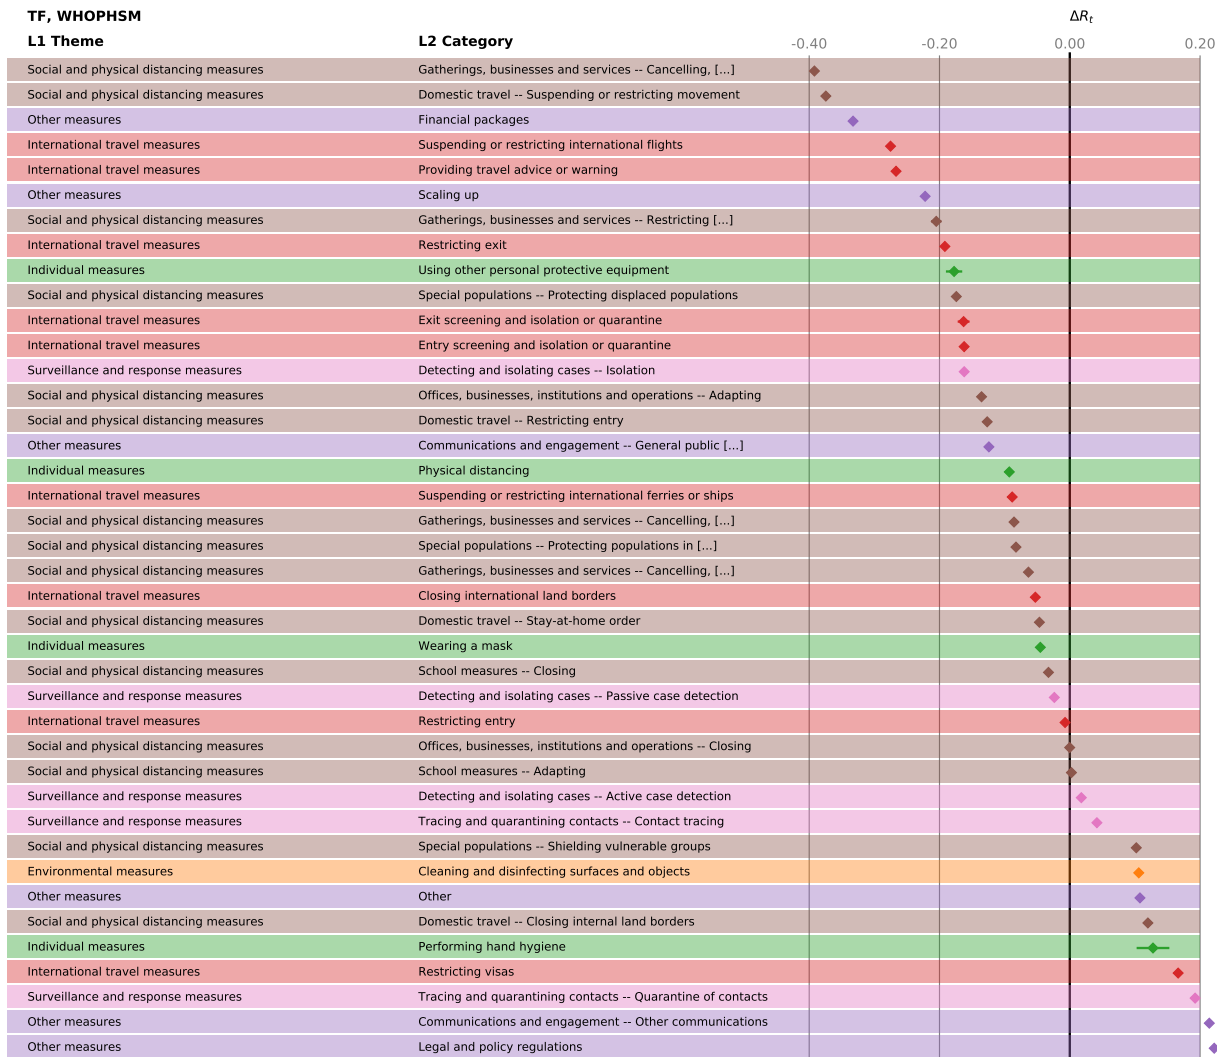 TF, WHOPHSM ΔRt
L1 Theme L2 Category -0.40 -0.20 0.00 0.20
Social and physical distancing measures Gatherings, businesses and services -- Cancelling, [...]
Social and physical distancing measures Domestic travel -- Suspending or restricting movement
Other measures Financial packages
International travel measures Suspending or restricting international flights
International travel measures Providing travel advice or warning
Other measures Scaling up
Social and physical distancing measures Gatherings, businesses and services -- Restricting [...]
International travel measures Restricting exit
Individual measures Using other personal protective equipment
Social and physical distancing measures Special populations -- Protecting displaced populations
International travel measures Exit screening and isolation or quarantine
International travel measures Entry screening and isolation or quarantine
Surveillance and response measures Detecting and isolating cases -- Isolation
Social and physical distancing measures Offices, businesses, institutions and operations -- Adapting
Social and physical distancing measures Domestic travel -- Restricting entry
Other measures Communications and engagement -- General public [...]
Individual measures Physical distancing
International travel measures Suspending or restricting international ferries or ships
Social and physical distancing measures Gatherings, businesses and services -- Cancelling, [...]
Social and physical distancing measures Special populations -- Protecting populations in [...]
Social and physical distancing measures Gatherings, businesses and services -- Cancelling, [...]
International travel measures Closing international land borders
Social and physical distancing measures Domestic travel -- Stay-at-home order
Individual measures Wearing a mask
Social and physical distancing measures School measures -- Closing
Surveillance and response measures Detecting and isolating cases -- Passive case detection
International travel measures Restricting entry
Social and physical distancing measures Offices, businesses, institutions and operations -- Closing
Social and physical distancing measures School measures -- Adapting
Surveillance and response measures Detecting and isolating cases -- Active case detection
Surveillance and response measures Tracing and quarantining contacts -- Contact tracing
Social and physical distancing measures Special populations -- Shielding vulnerable groups
Environmental measures Cleaning and disinfecting surfaces and objects
Other measures Other
Social and physical distancing measures Domestic travel -- Closing internal land borders
Individual measures Performing hand hygiene
International travel measures Restricting visas
Surveillance and response measures Tracing and quarantining contacts -- Quarantine of contacts
Other measures Communications and engagement -- Other communications
Other measures Legal and policy regulations